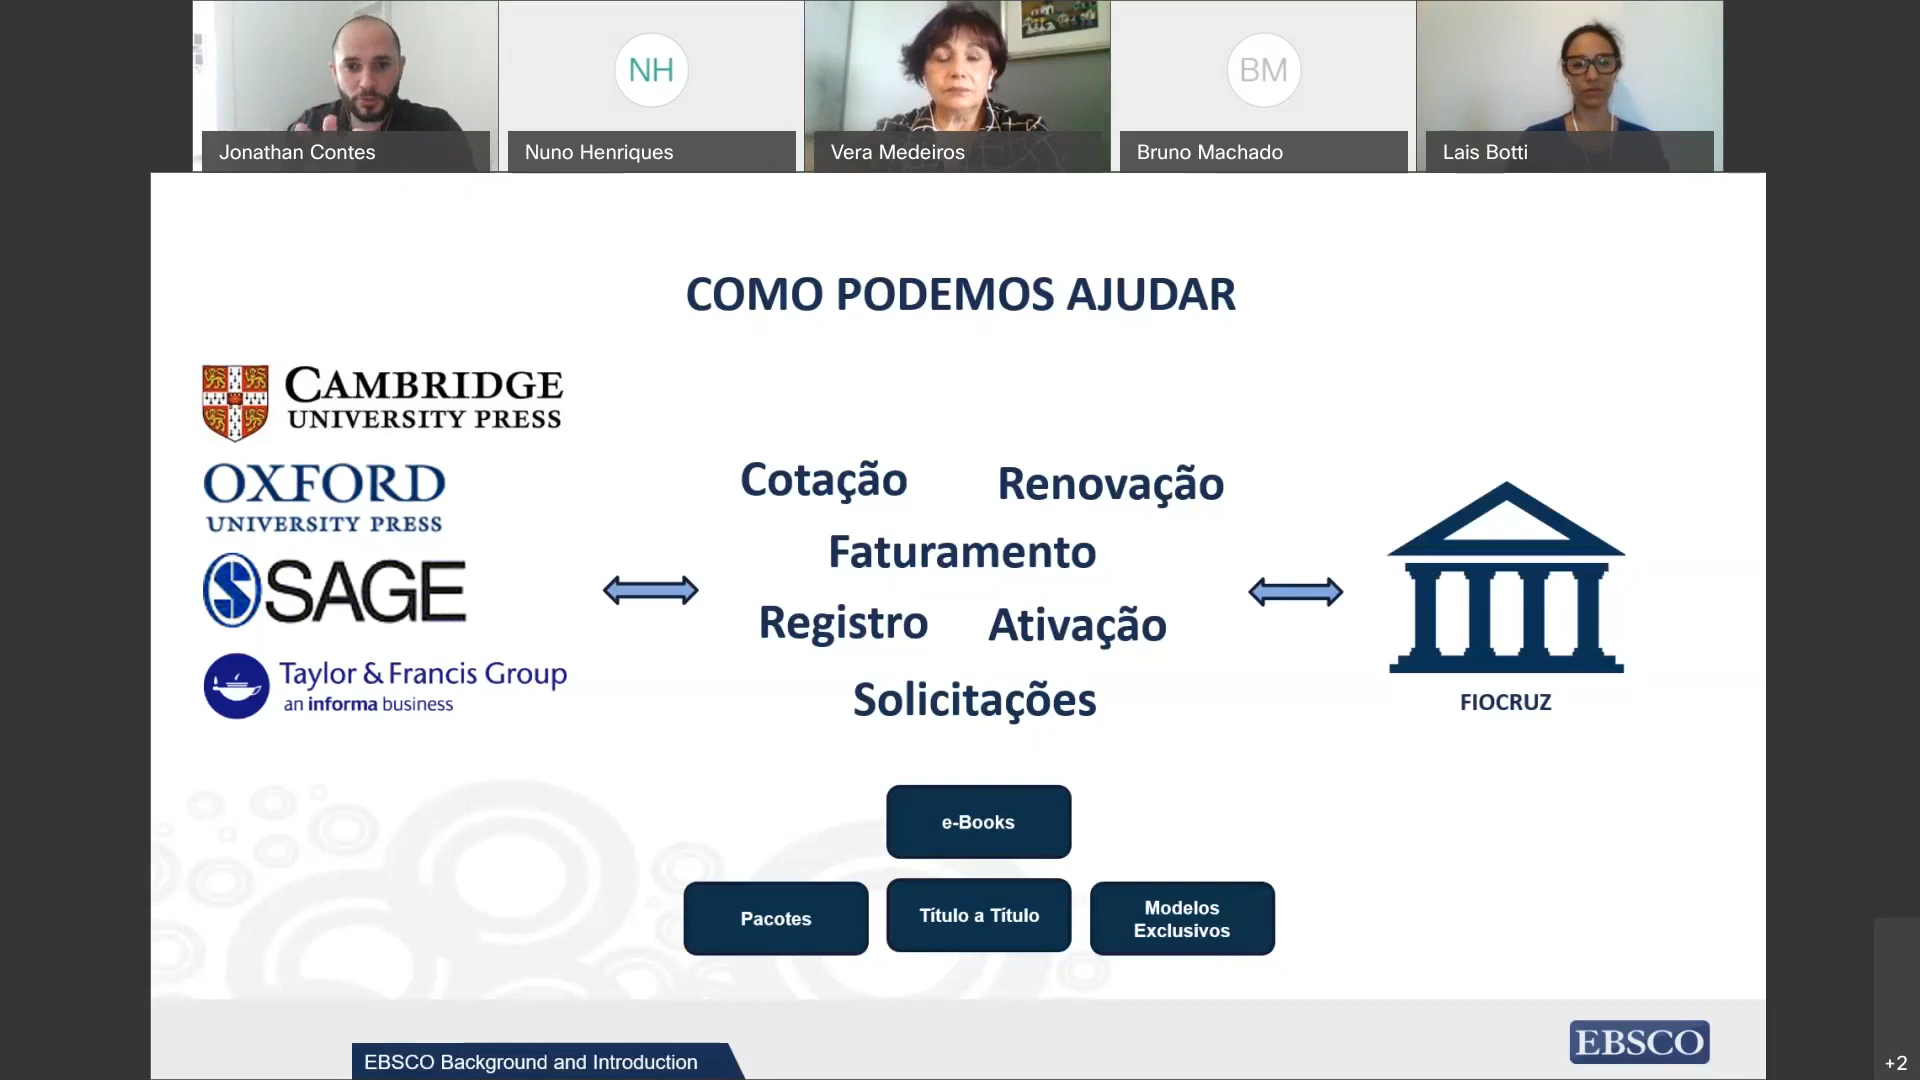 NH
BM
Jonathan Contes
Nuno Henriques
Vera Medeiros
Bruno Machado
Lais Botti
COMO PODEMOS AJUDAR
CAMBRIDGE
UNIVERSITY PRESS
OXFORD
UNIVERSITY PRESS
S SAGE
Taylor & Francis Group
an informa business
Cotação Renovação
Faturamento
Registro Ativação
Solicitações
FIOCRUZ
e-Books
Pacotes
Título a Título
Modelos
Exclusivos
EBSCO Background and Introduction
EBSCO
+2